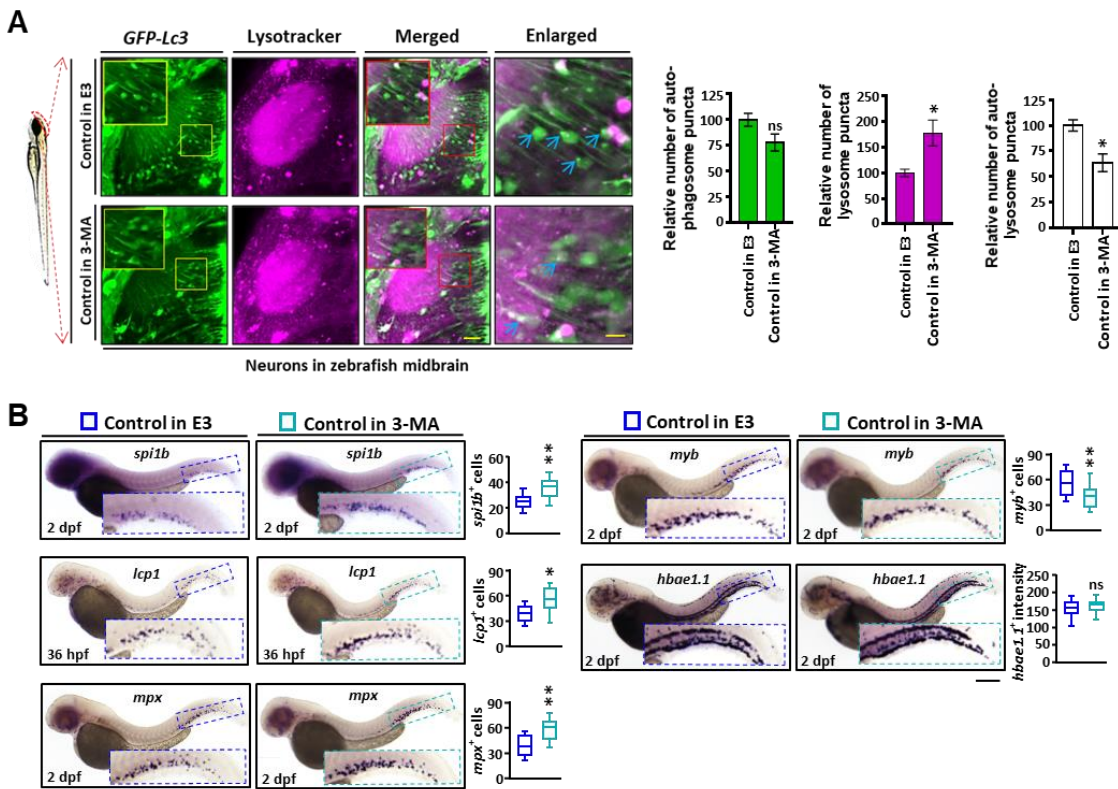 A
GFP-Lc3 Lysotracker Merged Enlarged
Control in E3
Control in 3-MA
Neurons in zebrafish midbrain
Relative number of auto-
phagosome puncta
125
100
75
50
25
0
ns
Control in E3
Control in 3-MA
Relative number of
lysosome puncta
250
200
150
100
50
0
*
Control in E3
Control in 3-MA
Relative number of auto-
lysosome puncta
125
100
75
50
25
0
*
Control in E3
Control in 3-MA
B
Control in E3 Control in 3-MA
spi1b
2 dpf
spi1b
2 dpf
spi1b+ cells
60
40
20
0
**
lcp1
36 hpf
lcp1
36 hpf
lcp1+ cells
90
60
30
0
*
mpx
2 dpf
mpx
2 dpf
mpx+ cells
90
60
30
0
**
Control in E3 Control in 3-MA
myb
2 dpf
myb
2 dpf
myb+ cells
90
60
30
0
**
hbae1.1
2 dpf
hbae1.1
2 dpf
hbae1.1+ intensity
250
200
150
100
50
0
ns